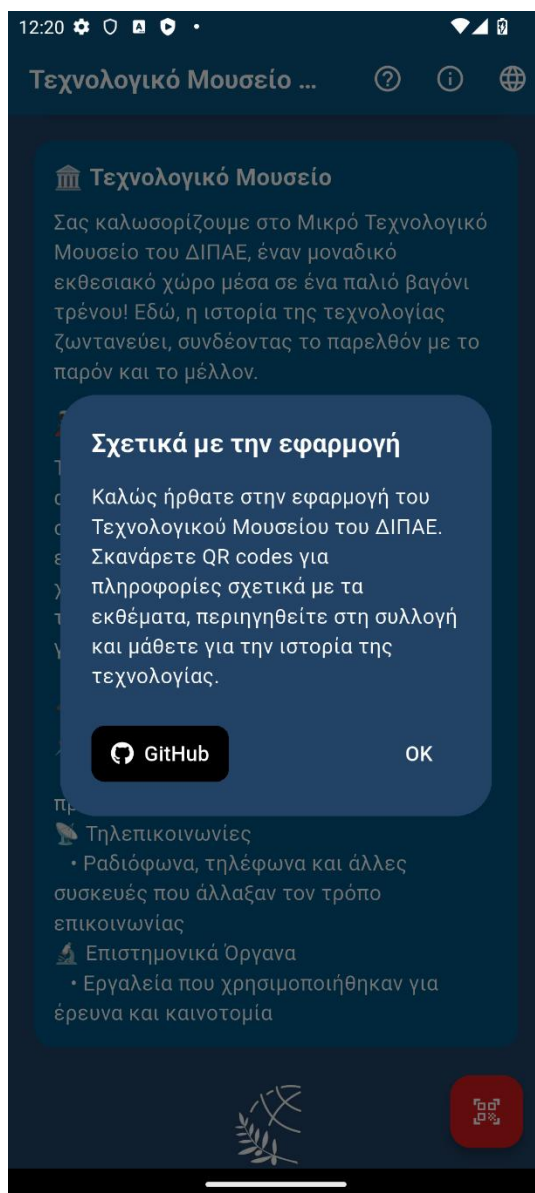 12:20
Τεχνολογικό Μουσείο ...
Τεχνολογικό Μουσείο
Σας καλωσορίζουμε στο Μικρό Τεχνολογικό
Μουσείο του ΔΙΠΑΕ, έναν μοναδικό
εκθεσιακό χώρο μέσα σε ένα παλιό βαγόνι
τρένου! Εδώ, η ιστορία της τεχνολογίας
ζωντανεύει, συνδέοντας το παρελθόν με το
παρόν και το μέλλον.
Σχετικά με την εφαρμογή
Καλώς ήρθατε στην εφαρμογή του
Τεχνολογικού Μουσείου του ΔΙΠΑΕ.
Σκανάρετε QR codes για
πληροφορίες σχετικά με τα
εκθέματα, περιηγηθείτε στη συλλογή
και μάθετε για την ιστορία της
τεχνολογίας.
GitHub
OK
Τηλεπικοινωνίες
• Ραδιόφωνα, τηλέφωνα και άλλες
συσκευές που άλλαξαν τον τρόπο
επικοινωνίας
Επιστημονικά Όργανα
• Εργαλεία που χρησιμοποιήθηκαν για
έρευνα και καινοτομία